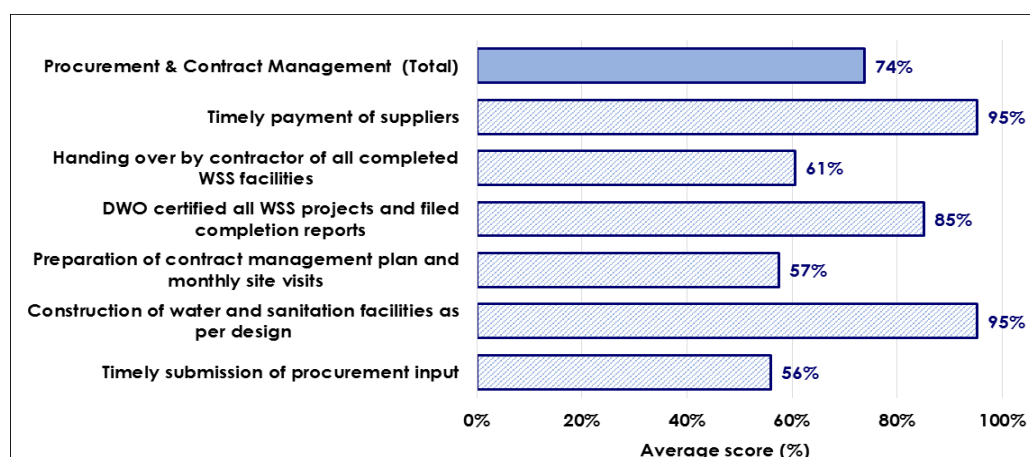 Procurement & Contract Management (Total)
74%
Timely payment of suppliers
95%
Handing over by contractor of all completed
WSS facilities
61%
DWO certified all WSS projects and filed
completion reports
85%
Preparation of contract management plan and
monthly site visits
57%
Construction of water and sanitation facilities as
per design
95%
Timely submission of procurement input
56%
0% 20% 40% 60% 80% 100%
Average score (%)